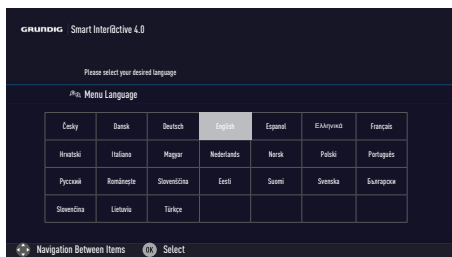 GRUNDIG Smart Inter@ctive 4.0
Please select your desired language
Menu Language
Česky Dansk Deutsch English Espanol Ελληνικά Français
Hrvatski Italiano Magyar Nederlands Norsk Polski Português
Русский Românește Slovenščina Eesti Suomi Svenska Български
Slovenčina Lietuviu Türkçe
Navigation Between Items OK Select